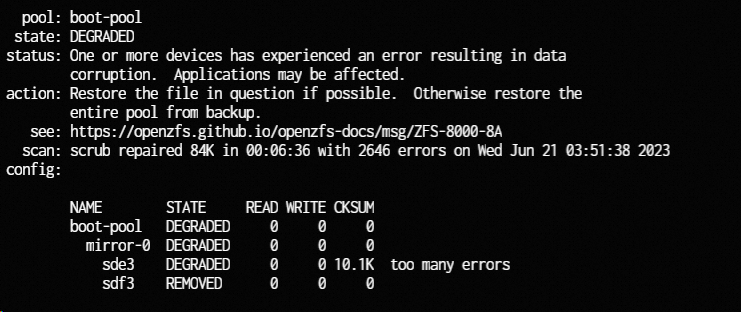 pool: boot-pool
state: DEGRADED
status: One or more devices has experienced an error resulting in data
corruption. Applications may be affected.
action: Restore the file in question if possible. Otherwise restore the
entire pool from backup.
see: https://openzfs.github.io/openzfs-docs/msg/ZFS-8000-8A
scan: scrub repaired 84K in 00:06:36 with 2646 errors on Wed Jun 21 03:51:38 2023
config:
NAME STATE READ WRITE CKSUM
boot-pool DEGRADED 0 0 0
mirror-0 DEGRADED 0 0 0
sde3 DEGRADED 0 0 10.1K too many errors
sdf3 REMOVED 0 0 0